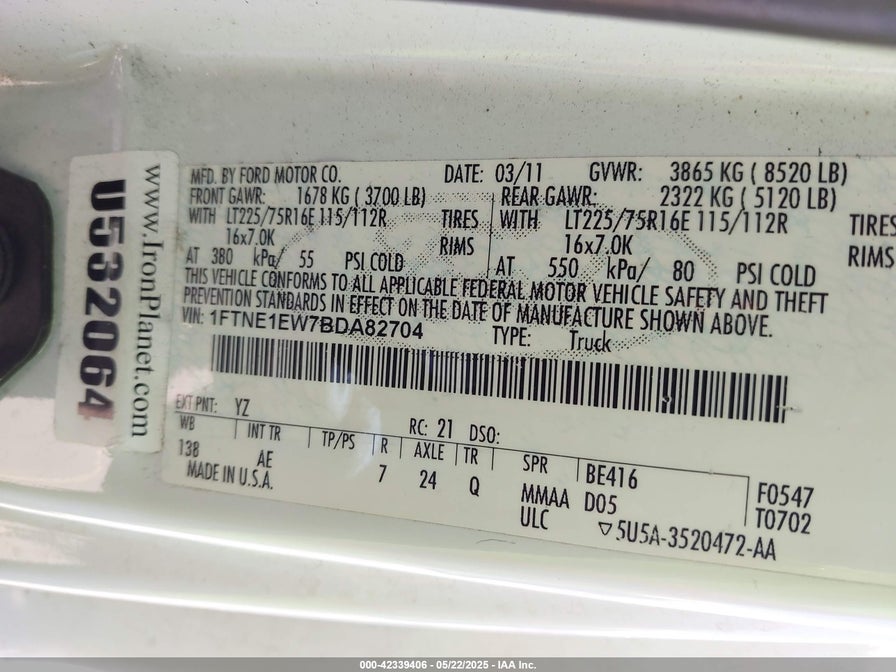 MFD. BY FORD MOTOR CO. DATE: 03/11 GVWR: 3865 KG ( 8520 LB)
FRONT GAWR: 1678 KG ( 3700 LB) REAR GAWR: 2322 KG ( 5120 LB)
WITH LT225/75R16E 115/112R TIRES WITH LT225/75R16E 115/112R TIRES
16x7.0K RIMS 16x7.0K RIMS
AT 380 kPa/ 55 PSI COLD AT 550 kPa/ 80 PSI COLD
THIS VEHICLE CONFORMS TO ALL APPLICABLE FEDERAL MOTOR VEHICLE SAFETY AND THEFT
PREVENTION STANDARDS IN EFFECT ON THE DATE OF MANUFACTURE SHOWN ABOVE.
VIN: 1FTNE1EW7BDA82704 TYPE: Truck
EXT PNT: YZ RC: 21 DSO:
WB INT TR TP/PS R AXLE TR SPR BE416
138 AE 7 24 Q MMAA D05 F0547
MADE IN U.S.A. ULC T0702
▽5U5A-3520472-AA
U532064
www.IronPlanet.com
000-42339406 - 05/22/2025 - IAA Inc.